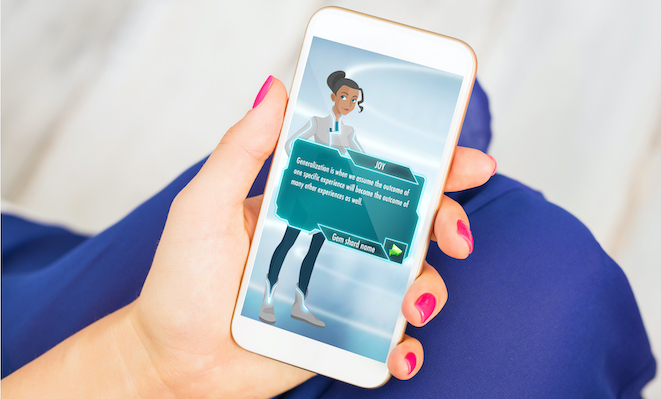 JOY
Generalization is when we assume the outcome of
one specific experience will become the outcome of
many other experiences as well.
Gem shard name